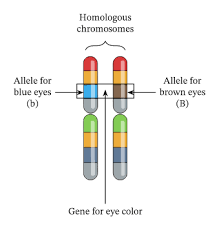 Homologous
chromosomes
Allele for
blue eyes
(b)
Allele for
brown eyes
(B)
Gene for eye color